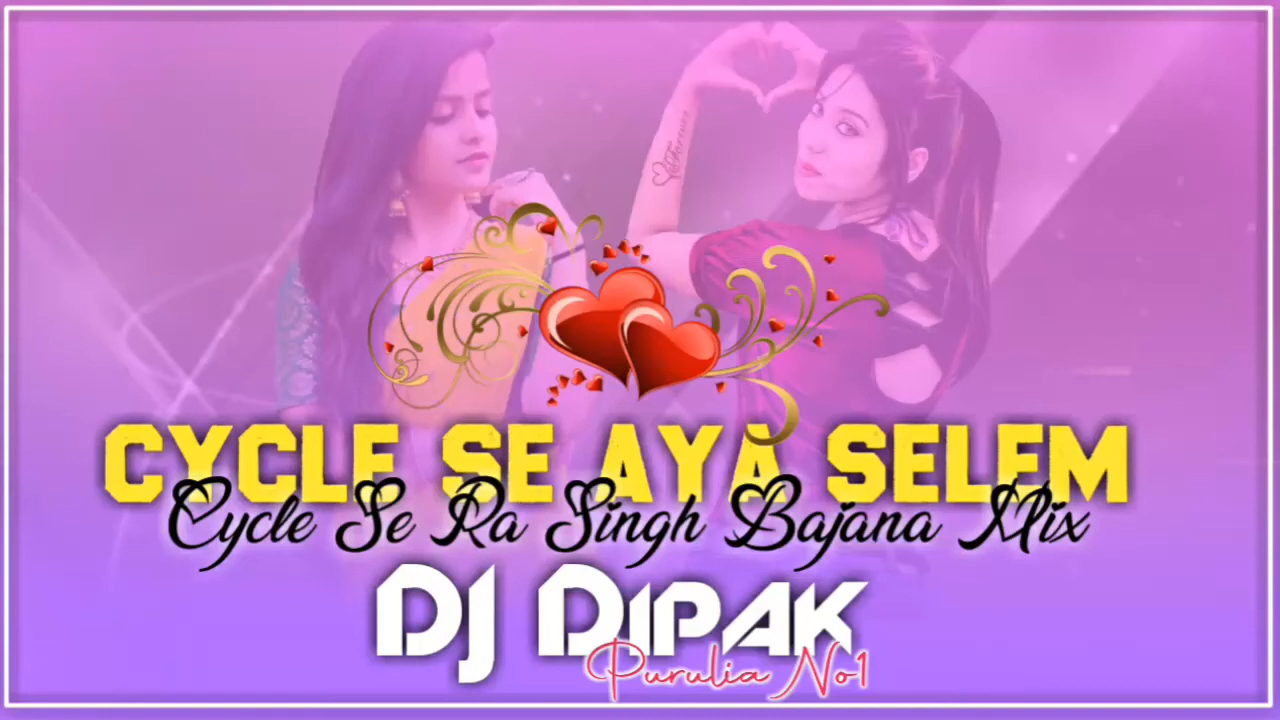 CYCLE SE AYA SELEM
Cycle Se Ra Singh Bajana Mix
DJ DIPAK
Purulia No1